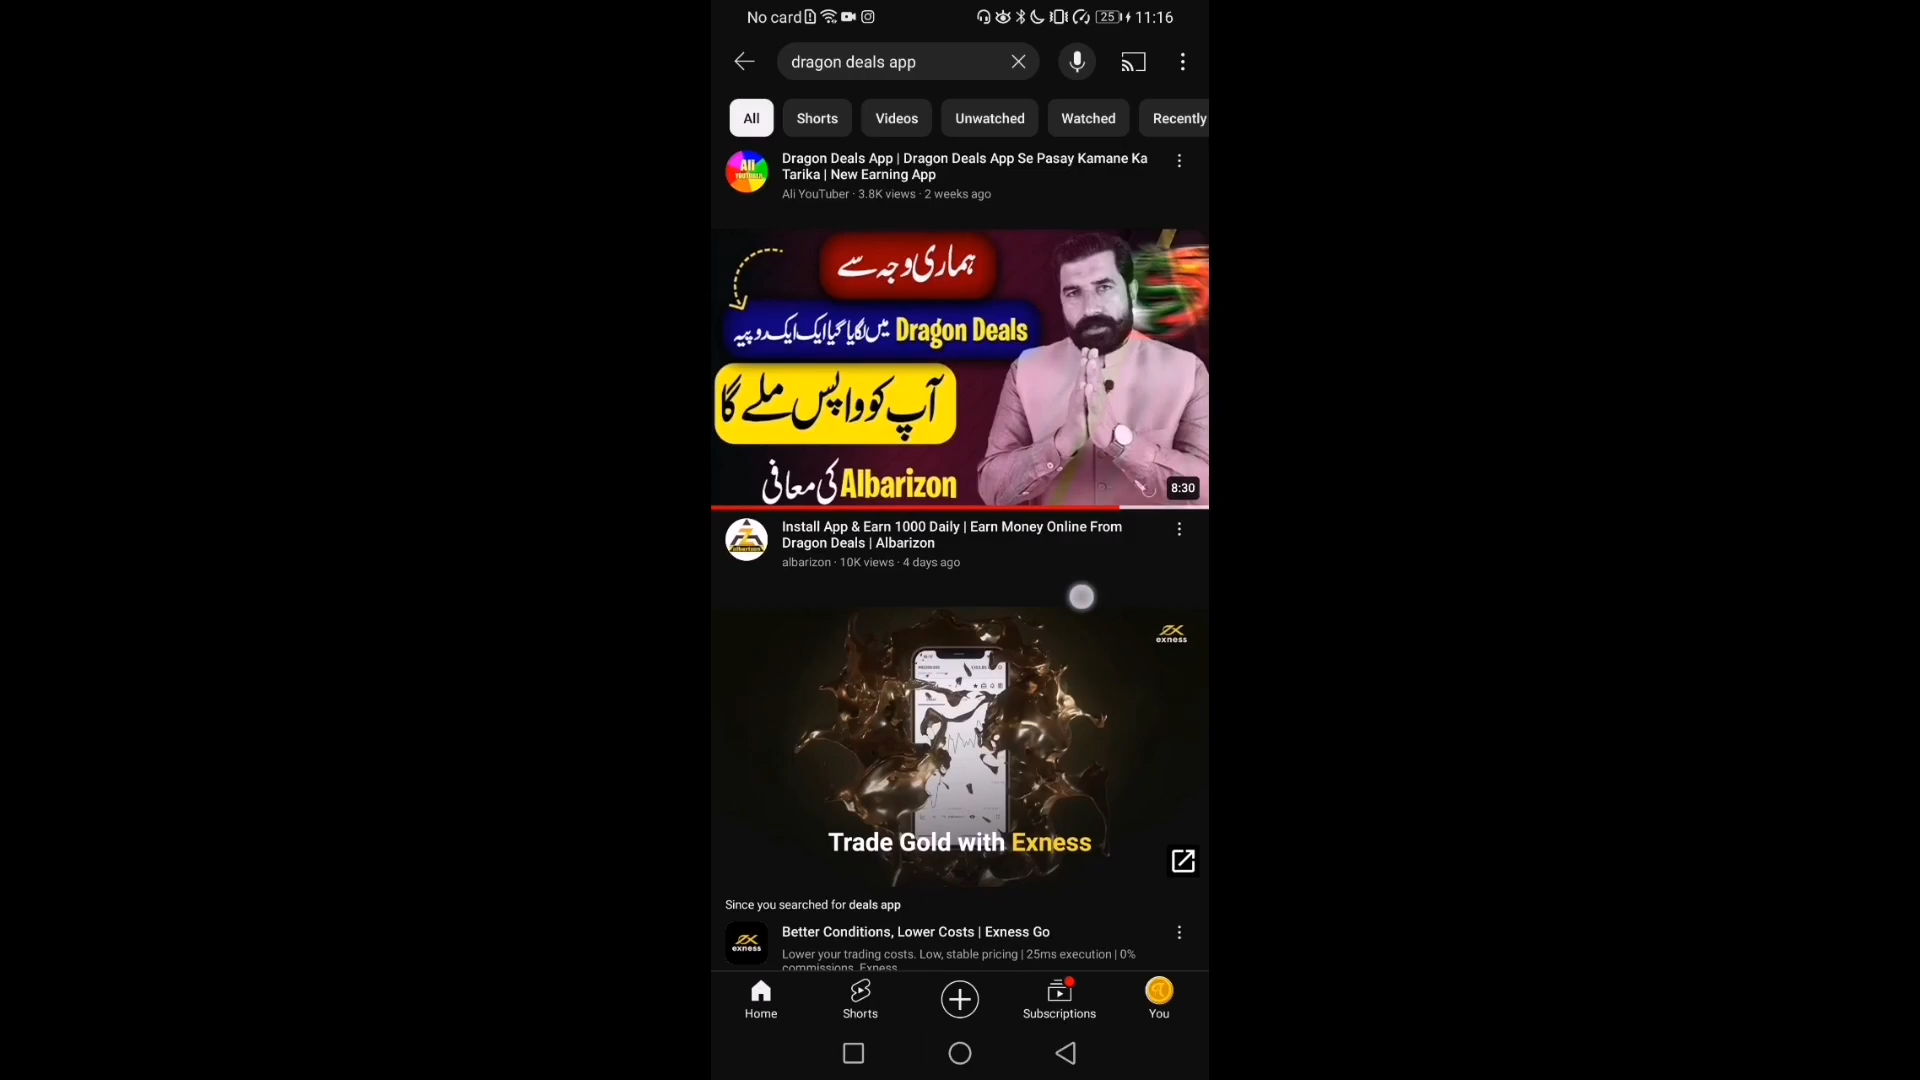 No card 25 11:16
dragon deals app
All Shorts Videos Unwatched Watched Recently
Dragon Deals App | Dragon Deals App Se Pasay Kamane Ka
Tarika | New Earning App
Ali YouTuber · 3.8K views · 2 weeks ago
ہماری وجہ سے
Dragon Deals میں لگایا گیا ایک ایک روپیہ
آپ کو واپس ملے گا
Albarizon کی معافی
8:30
Install App & Earn 1000 Daily | Earn Money Online From
Dragon Deals | Albarizon
albarizon · 10K views · 4 days ago
exness
Trade Gold with Exness
Since you searched for deals app
Better Conditions, Lower Costs | Exness Go
exness
Lower your trading costs. Low, stable pricing | 25ms execution | 0%
commissions. Exness
Home Shorts Subscriptions You